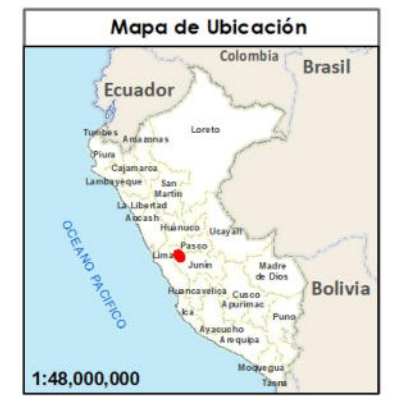 Mapa de Ubicación
Colombia
Brasil
Ecuador
Loreto
Tumbes
Amazonas
Piura
Cajamarca
Lambayeque
San
Martín
La Libertad
Ancash
Huánuco
Ucayali
Pasco
Lima
Junín
OCEANO PACIFICO
Madre
de Dios
Huancavelica
Cusco
Bolivia
Apurimac
Ica
Puno
Ayacucho
Arequipa
Moquegua
1:48,000,000
Tacna